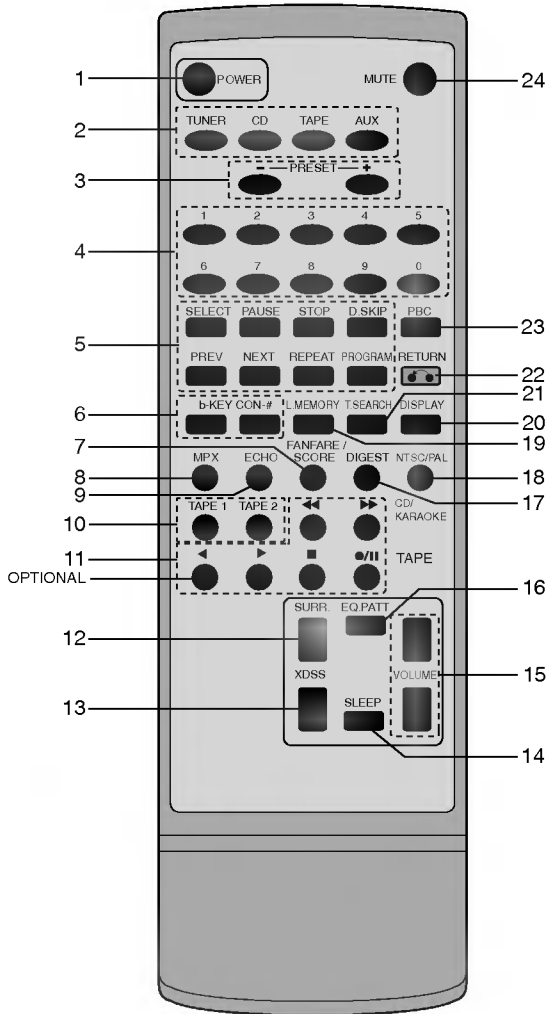 1 POWER MUTE 24
2 TUNER CD TAPE AUX
3 − PRESET +
1 2 3 4 5
4
6 7 8 9 0
SELECT PAUSE STOP D.SKIP PBC
5 23
PREV NEXT REPEAT PROGRAM RETURN
22
21
6 b-KEY CON-# L.MEMORY T.SEARCH DISPLAY 20
19
7 FANFARE /
8 MPX ECHO SCORE DIGEST NTSC/PAL 18
9 17
10 TAPE 1 TAPE 2 ◀◀ ▶▶ CD/
KARAOKE
11 ◀ ▶ ■ ●/II TAPE
OPTIONAL
SURR. EQ.PATT 16
12
XDSS VOLUME 15
13 SLEEP
14